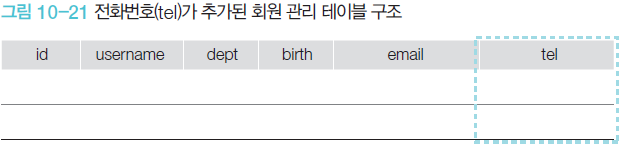 그림 10-21 전화번호(tel)가 추가된 회원 관리 테이블 구조
id username dept birth email tel